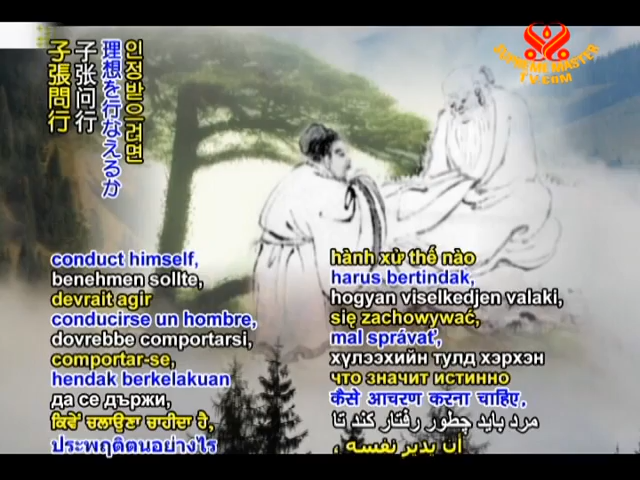 SUPREME MASTER
TV.COM
인정받으려면
理想を行なえるか
子张问行
子張問行
conduct himself,
benehmen sollte,
devrait agir
conducirse un hombre,
dovrebbe comportarsi,
comportar-se,
hendak berkelakuan
да се държи,
ਕਿਵੇਂ ਚਲਾਉਣਾ ਚਾਹੀਦਾ ਹੈ,
ประพฤติตนอย่างไร
hành xử thế nào
harus bertindak,
hogyan viselkedjen valaki,
się zachowywać,
mal správať,
хүлээхийн тулд хэрхэн
что значит истинно
कैसे आचरण करना चाहिए,
مرد باید چطور رفتار کند تا
أن يدير نفسه ،